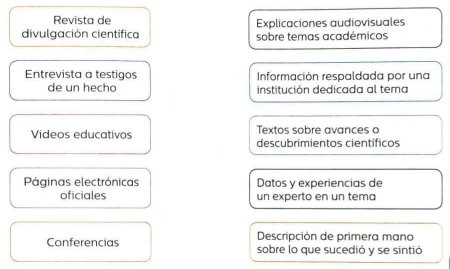 Revista de
divulgación científica
Explicaciones audiovisuales
sobre temas académicos
Entrevista a testigos
de un hecho
Información respaldada por una
institución dedicada al tema
Videos educativos
Textos sobre avances o
descubrimientos científicos
Páginas electrónicas
oficiales
Datos y experiencias de
un experto en un tema
Conferencias
Descripción de primera mano
sobre lo que sucedió y se sintió